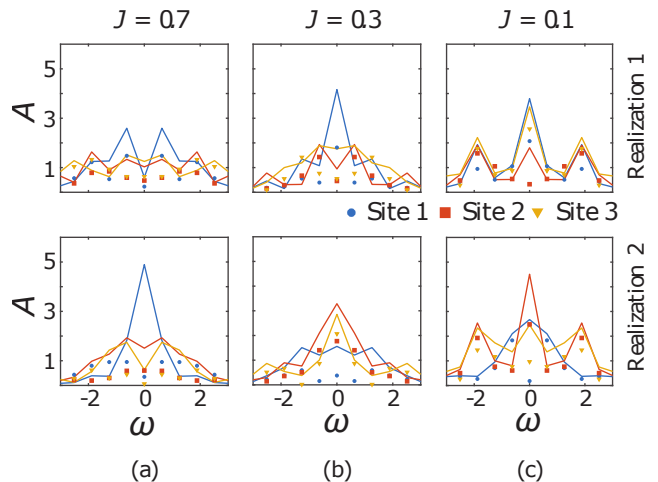 J = 0.7 J = 0.3 J = 0.1
5
3
1
A
Realization 1
Site 1 Site 2 Site 3
5
3
1
A
Realization 2
-2 0 2 -2 0 2 -2 0 2
ω ω ω
(a) (b) (c)